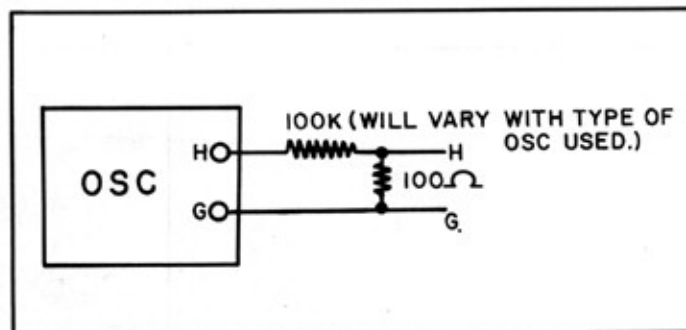 100K (WILL VARY WITH TYPE OF
OSC USED.)
H H
OSC
100Ω
G G.